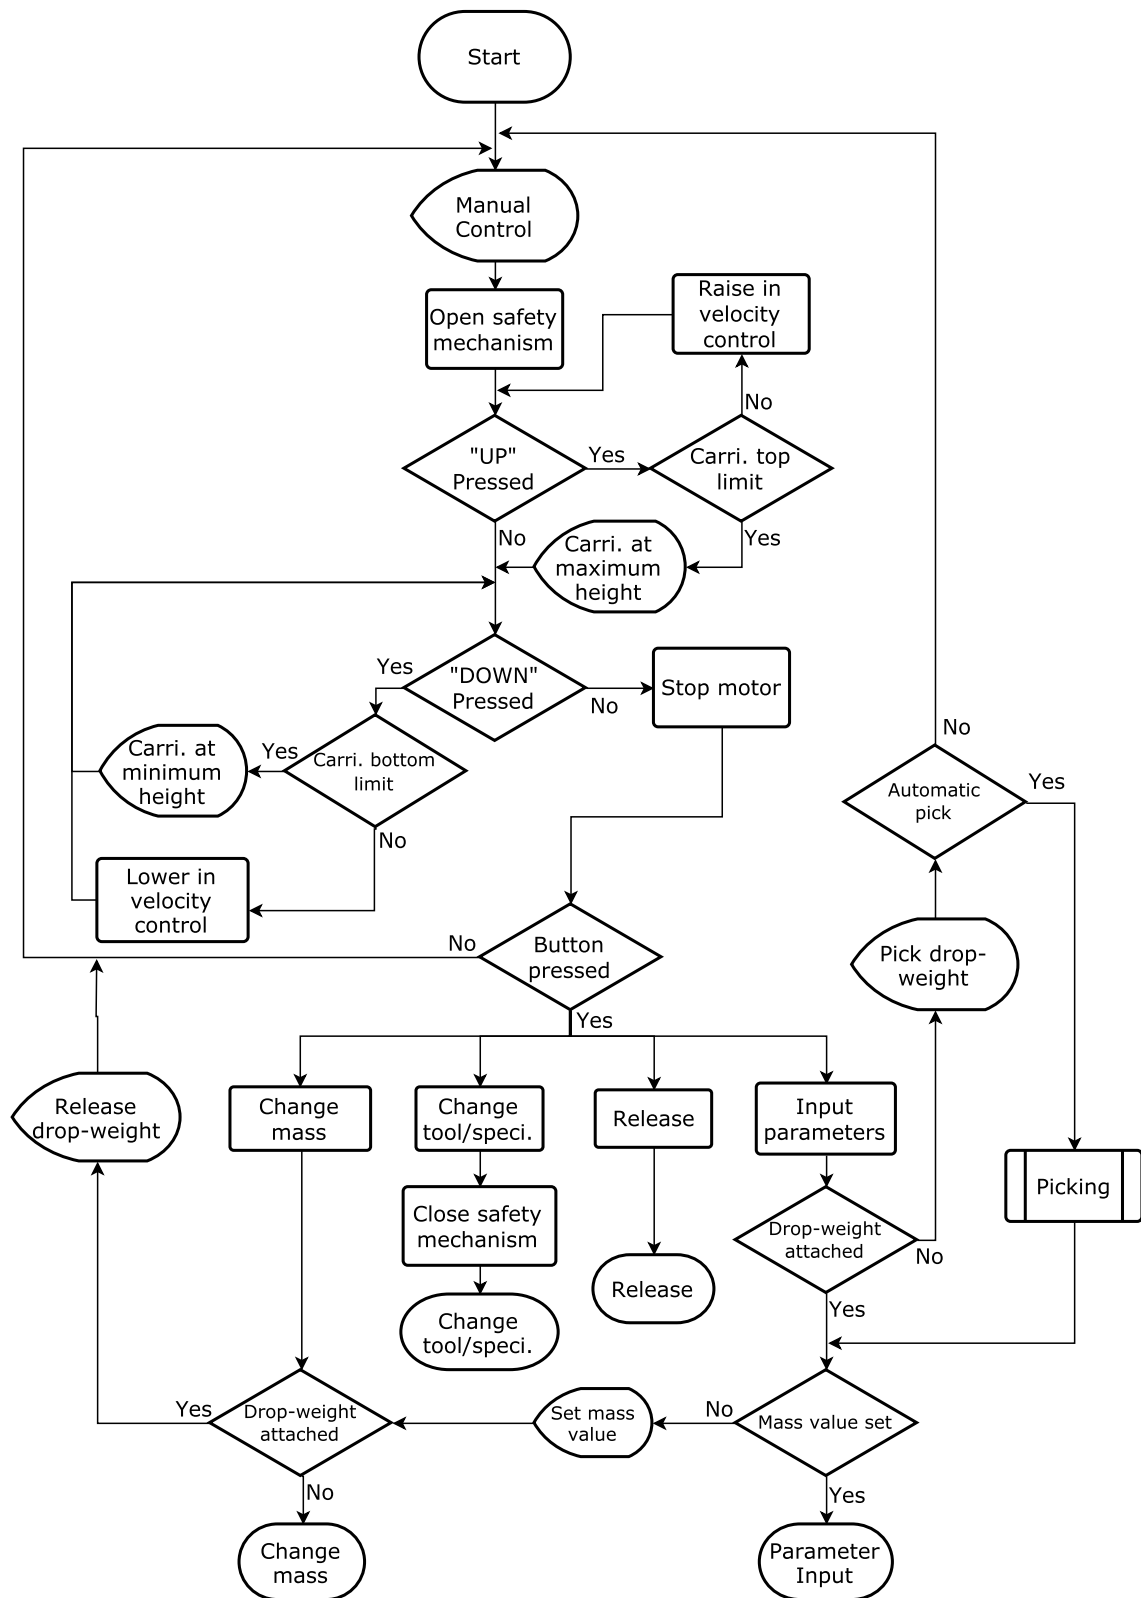 Start
Manual
Control
Open safety
mechanism
Raise in
velocity
control
No
"UP"
Pressed
Yes
Carri. top
limit
No
Carri. at
maximum
height
Yes
Yes
"DOWN"
Pressed
No
Stop motor
Carri. at
minimum
height
Yes
Carri. bottom
limit
No
No
Automatic
pick
Yes
Lower in
velocity
control
No
Button
pressed
Yes
Pick drop-
weight
Release
drop-weight
Change
mass
Change
tool/speci.
Release
Input
parameters
Close safety
mechanism
Drop-weight
attached
No
Picking
Release
Yes
Change
tool/speci.
Yes
Drop-weight
attached
Set mass
value
No
Mass value set
No
Yes
Change
mass
Parameter
Input